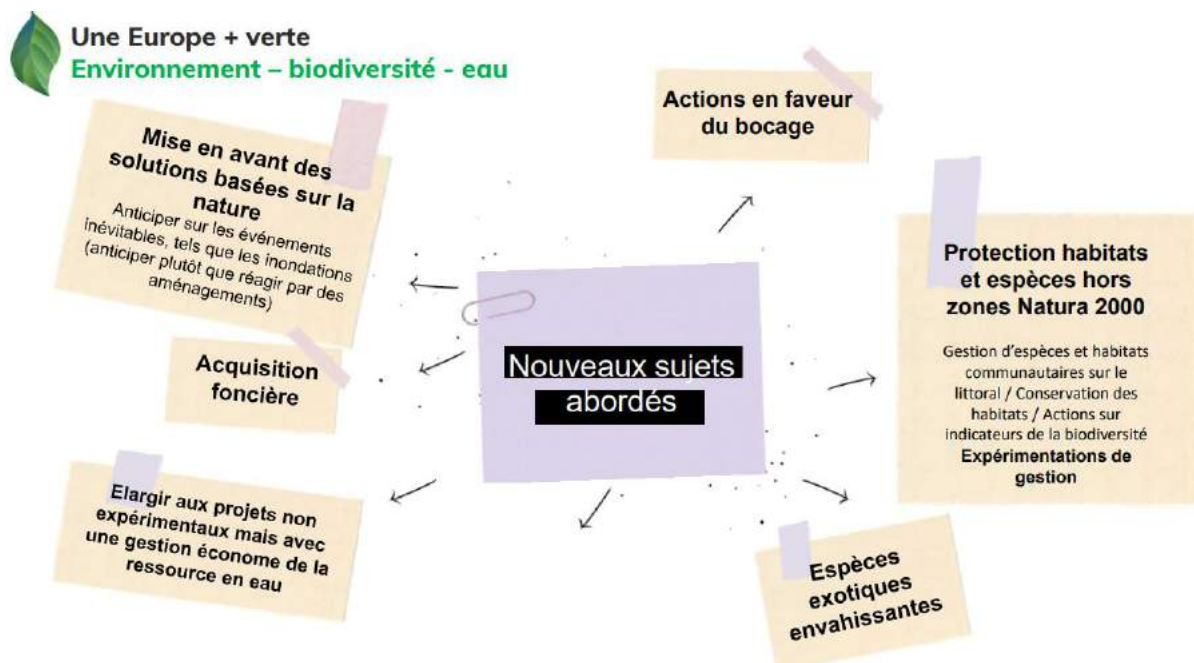 Une Europe + verte
Environnement – biodiversité - eau
Actions en faveur
du bocage
Mise en avant des
solutions basées sur la
nature
Anticiper sur les événements
inévitables, tels que les inondations
(anticiper plutôt que réagir par des
aménagements)
Protection habitats
et espèces hors
zones Natura 2000
Gestion d'espèces et habitats
communautaires sur le
littoral / Conservation des
habitats / Actions sur
indicateurs de la biodiversité
Expérimentations de
gestion
Acquisition
foncière
Nouveaux sujets
abordés
Elargir aux projets non
expérimentaux mais avec
une gestion économe de la
ressource en eau
Espèces
exotiques
envahissantes